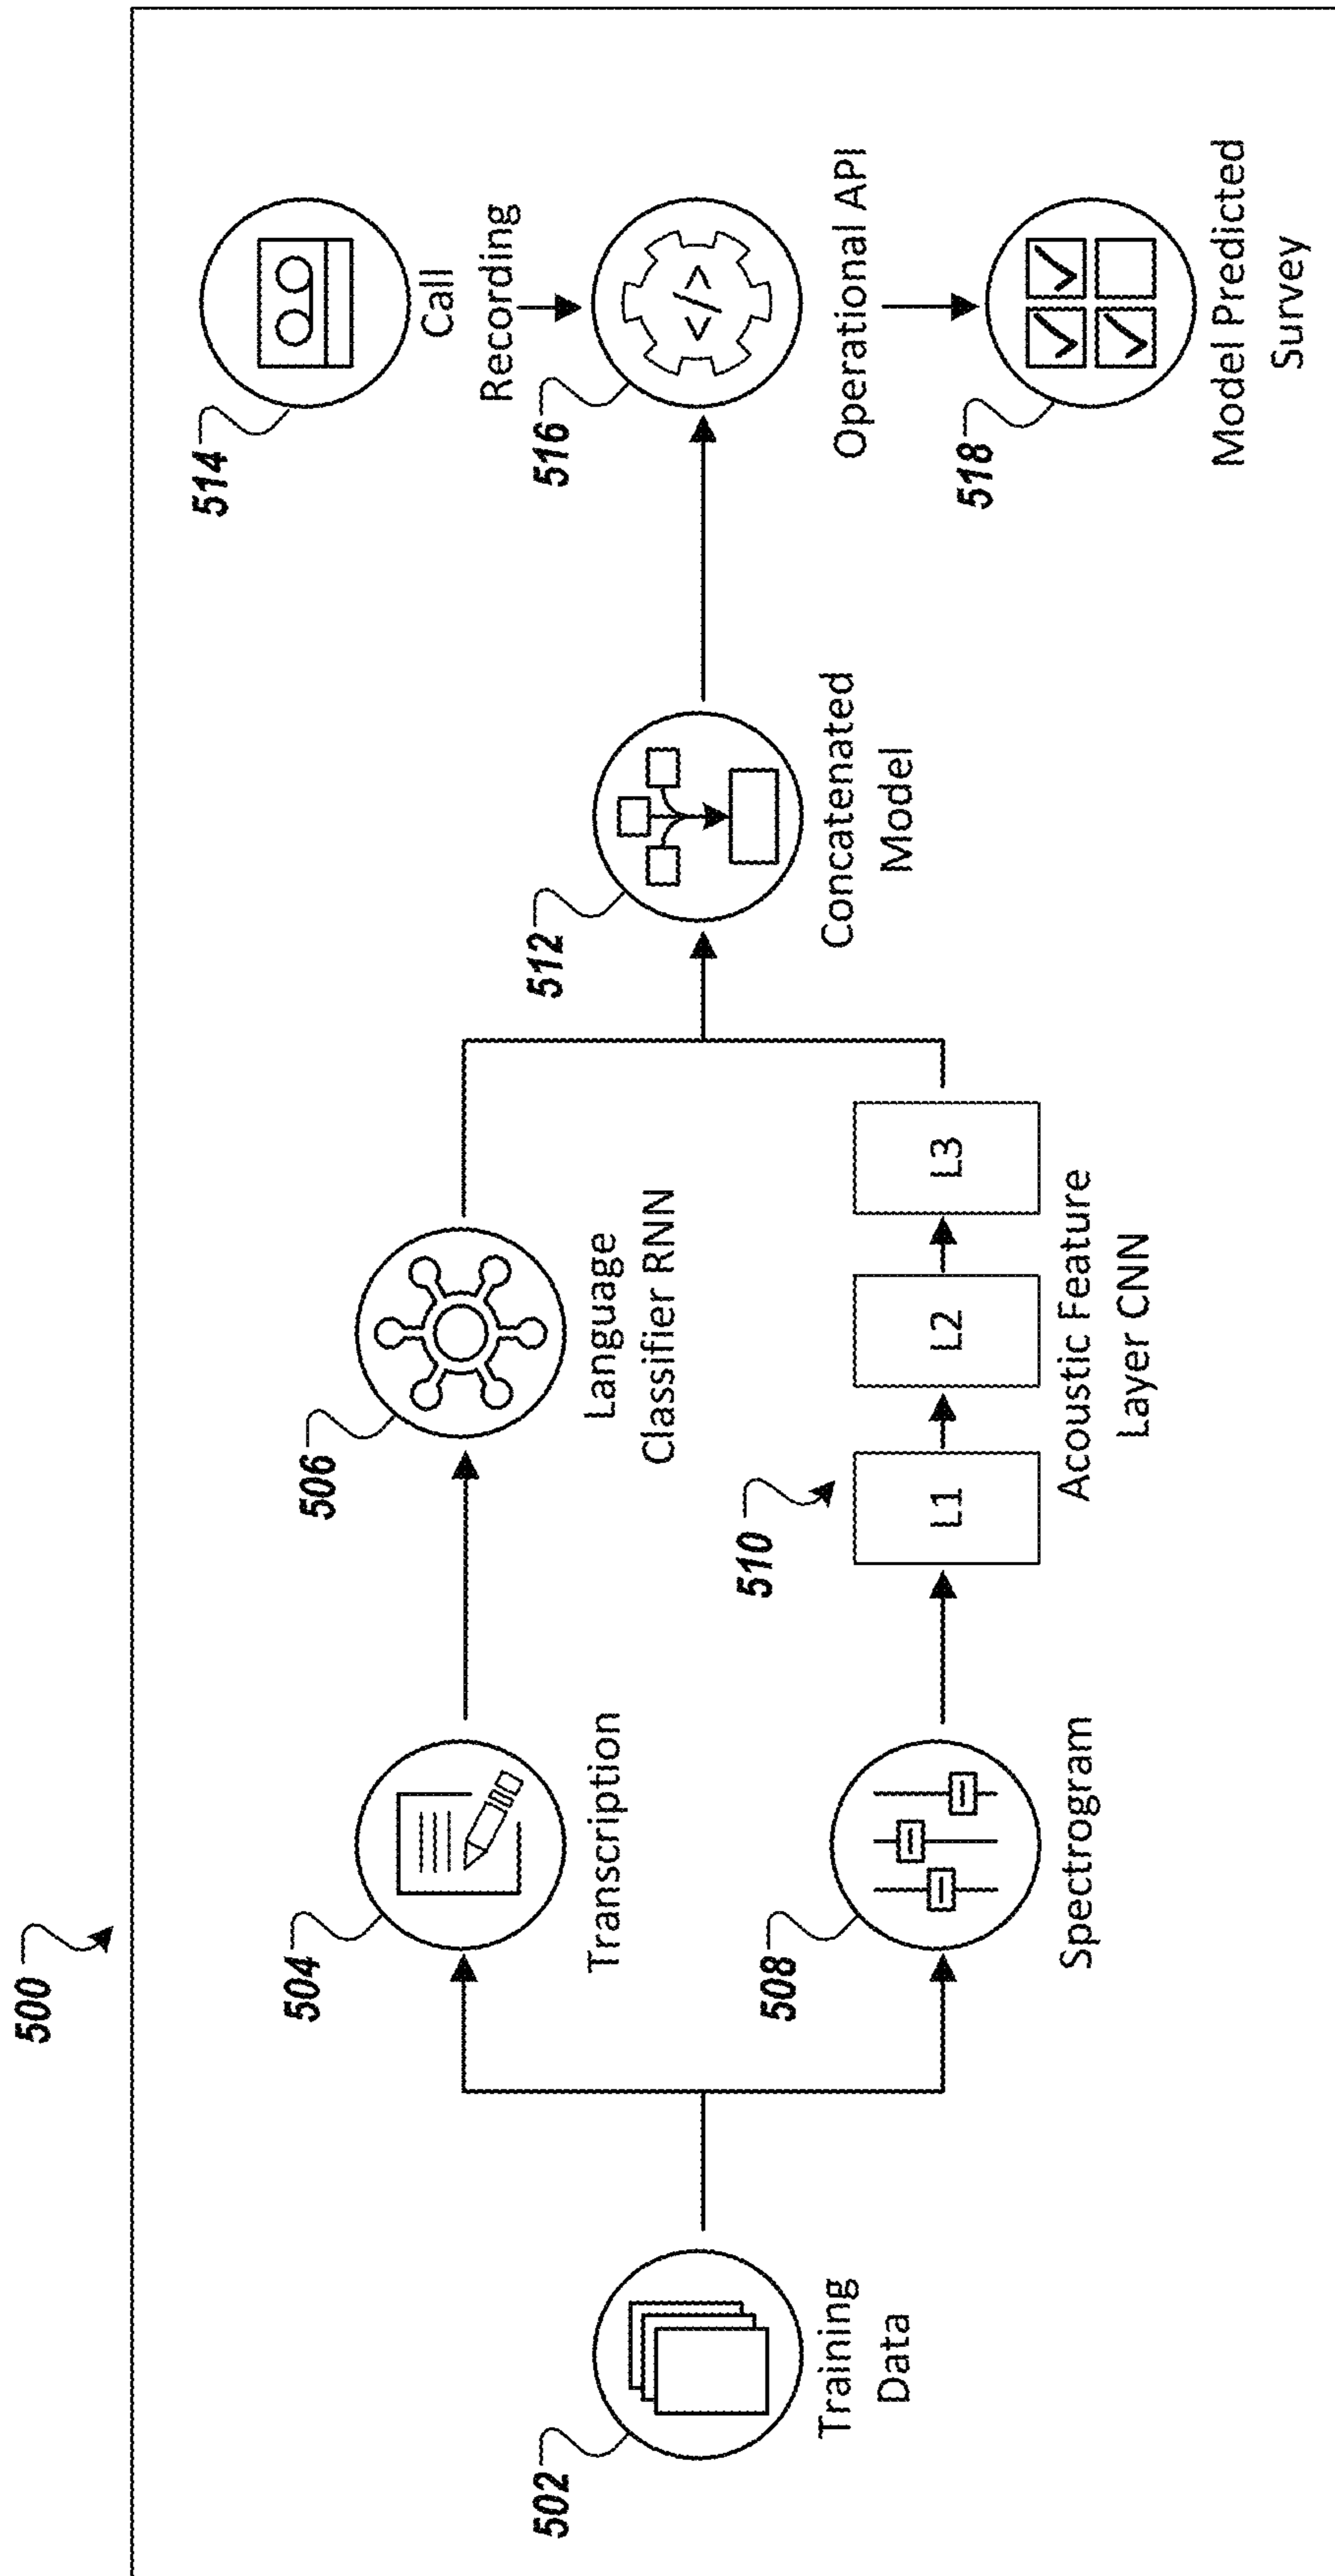 500
502
Training
Data
504
Transcription
506
Language
Classifier RNN
508
Spectrogram
510
L1
L2
L3
Acoustic Feature
Layer CNN
512
Concatenated
Model
514
Call
Recording
516
</>
Operational API
518
Model Predicted
Survey